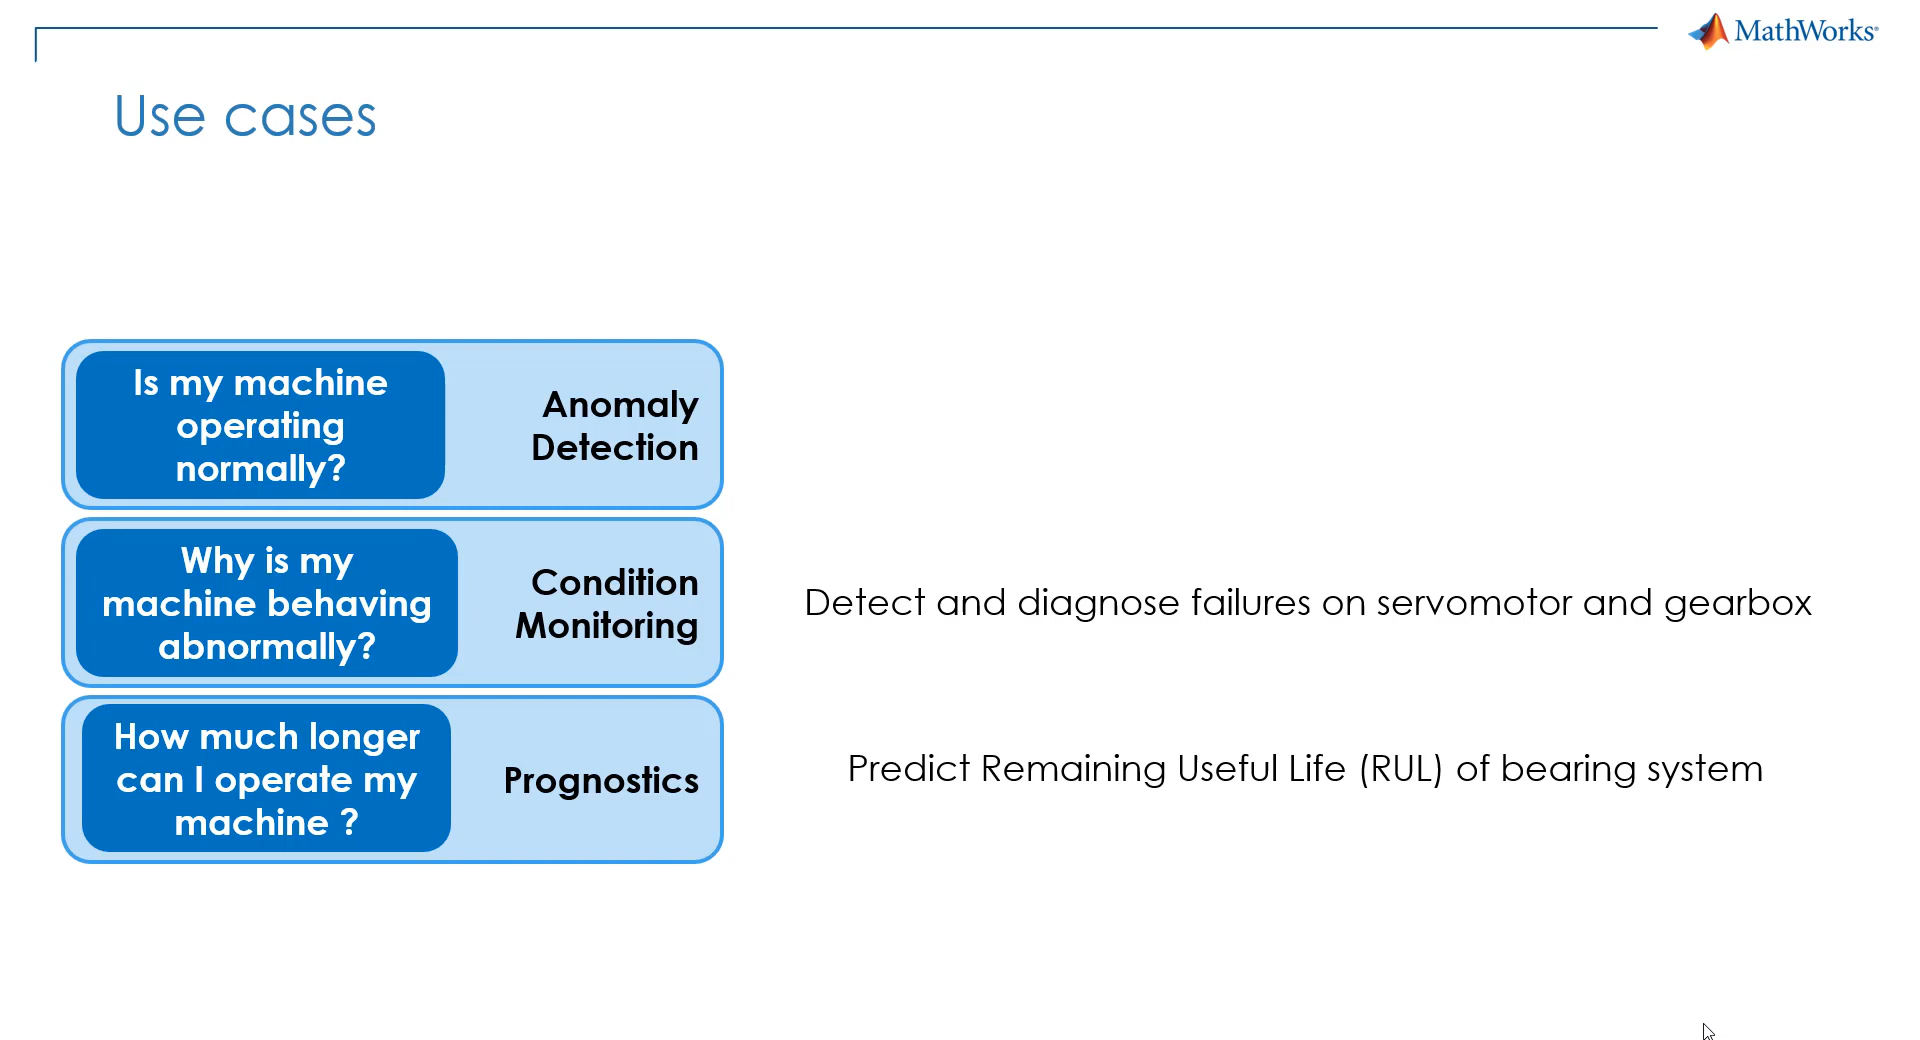 MathWorks®
Use cases
Is my machine
operating
normally?
Anomaly
Detection
Why is my
machine behaving
abnormally?
Condition
Monitoring
Detect and diagnose failures on servomotor and gearbox
How much longer
can I operate my
machine ?
Prognostics
Predict Remaining Useful Life (RUL) of bearing system